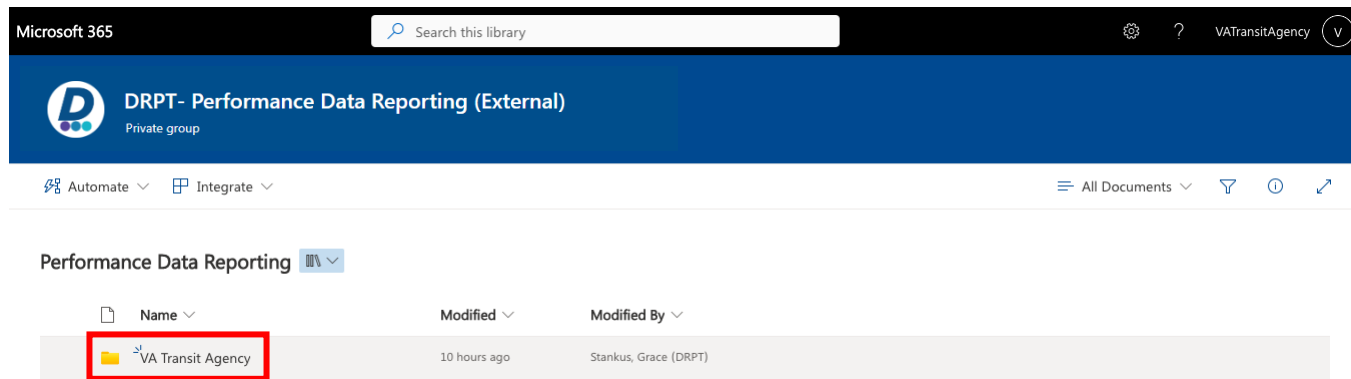 Microsoft 365 Search this library ? VATransitAgency V
D DRPT- Performance Data Reporting (External)
Private group
Automate Integrate All Documents
Performance Data Reporting
Name Modified Modified By
VA Transit Agency 10 hours ago Stankus, Grace (DRPT)